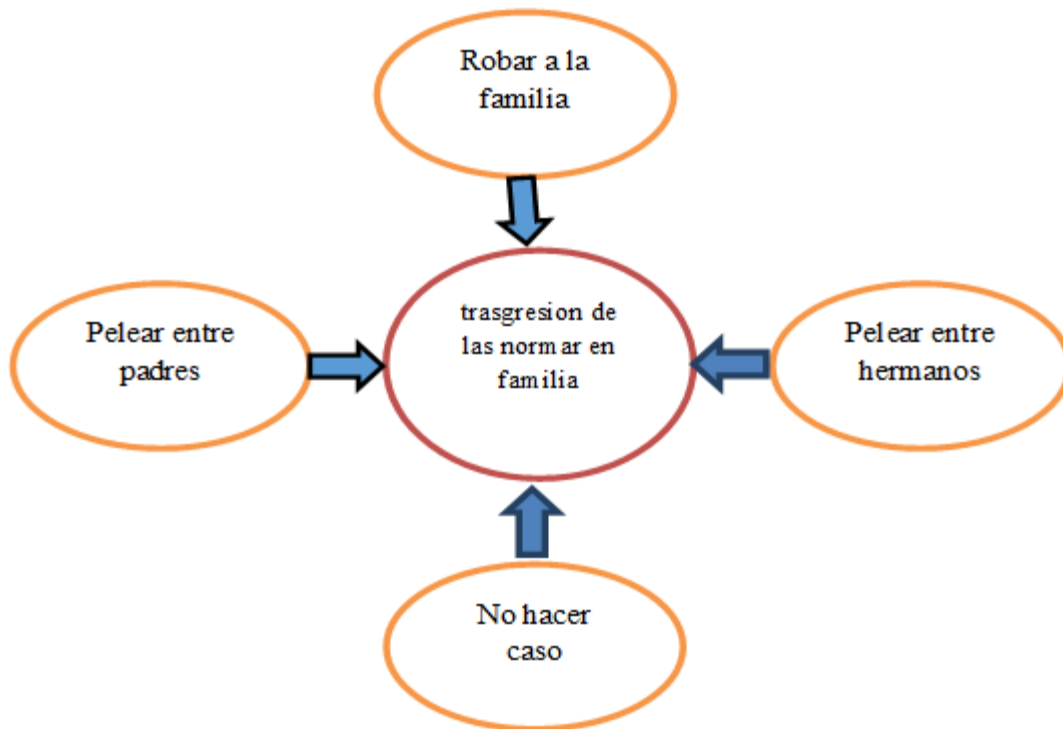 Robar a la
familia
trasgresion de
las normar en
familia
Pelear entre
padres
Pelear entre
hermanos
No hacer
caso